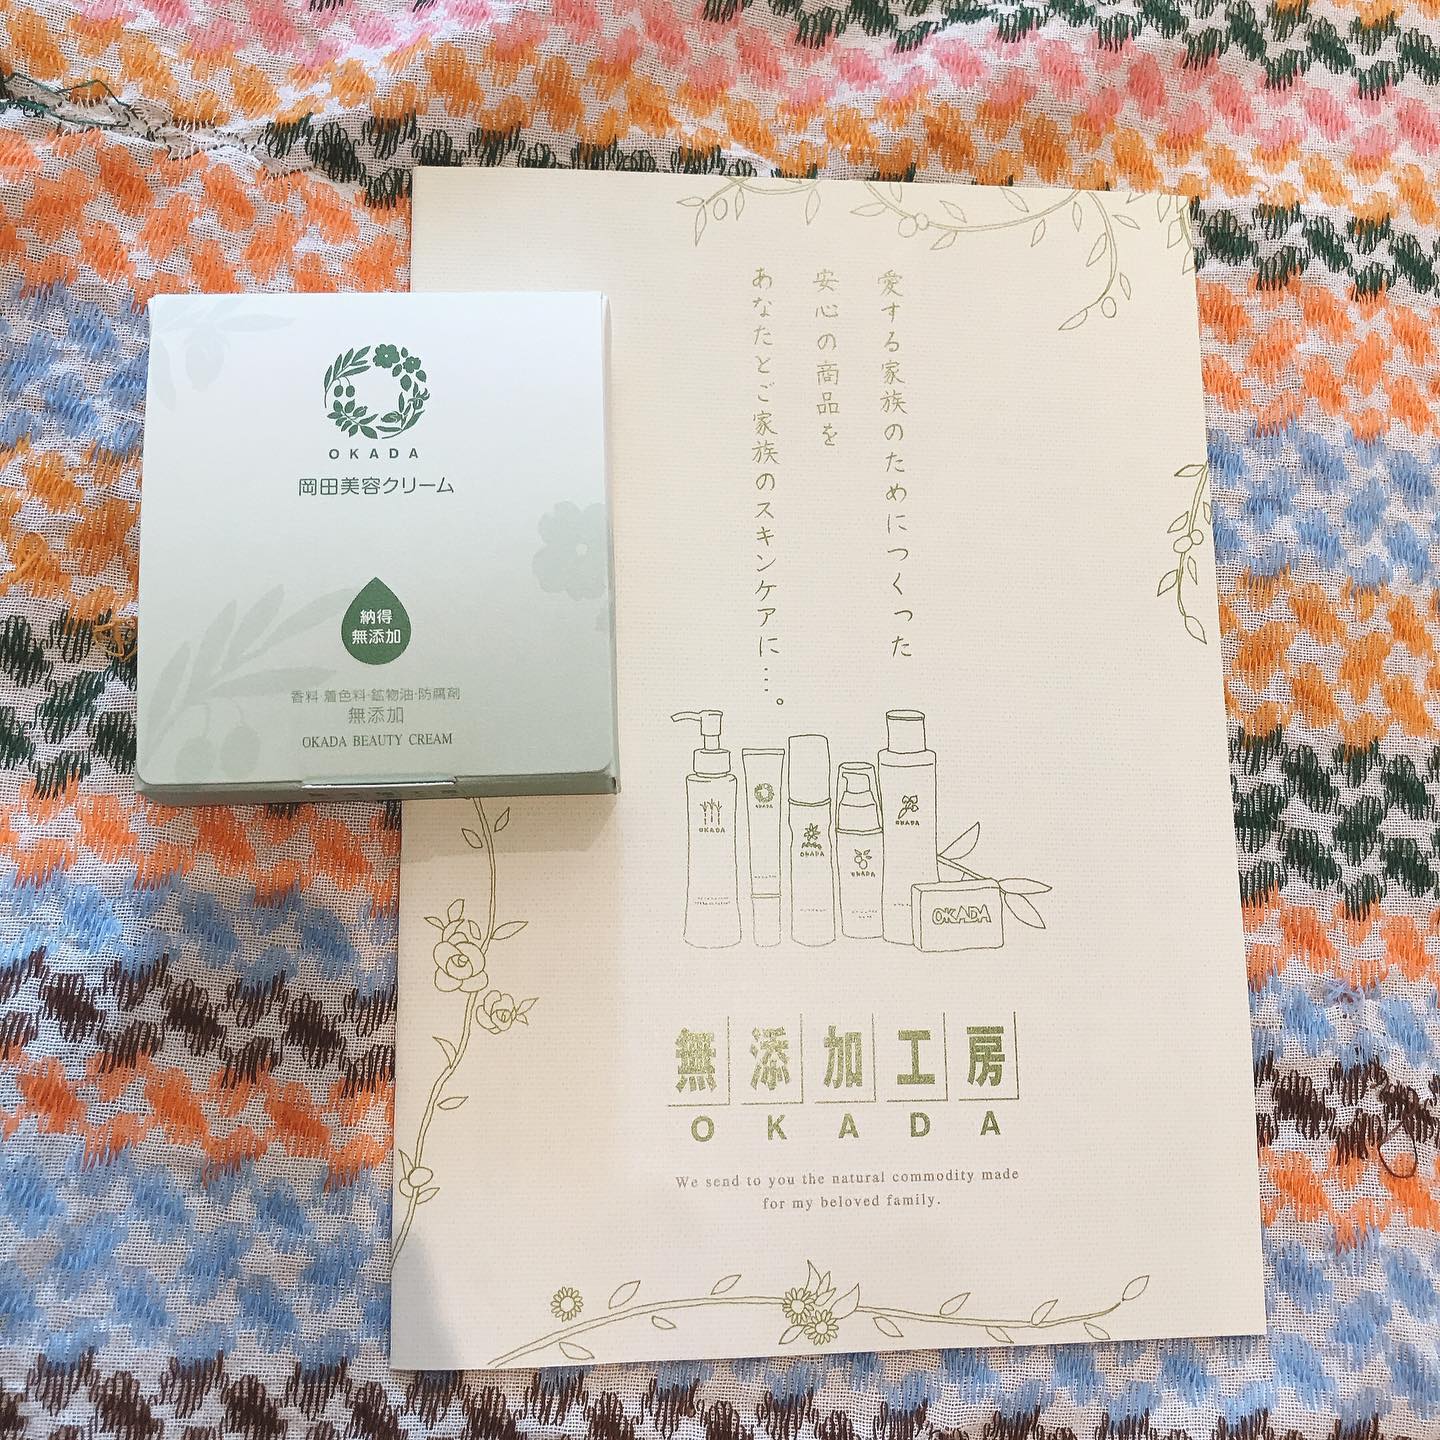 OKADA
岡田美容クリーム
納得
無添加
香料 着色料・鉱物油・防腐剤
無添加
OKADA BEAUTY CREAM
愛する家族のためにつくった
安心の商品を
あなたとご家族のスキンケアに…。
OKADA
OKADA
OKADA
OKADA
OKADA
OKADA
無添加工房
OKADA
We send to you the natural commodity made
for my beloved family.